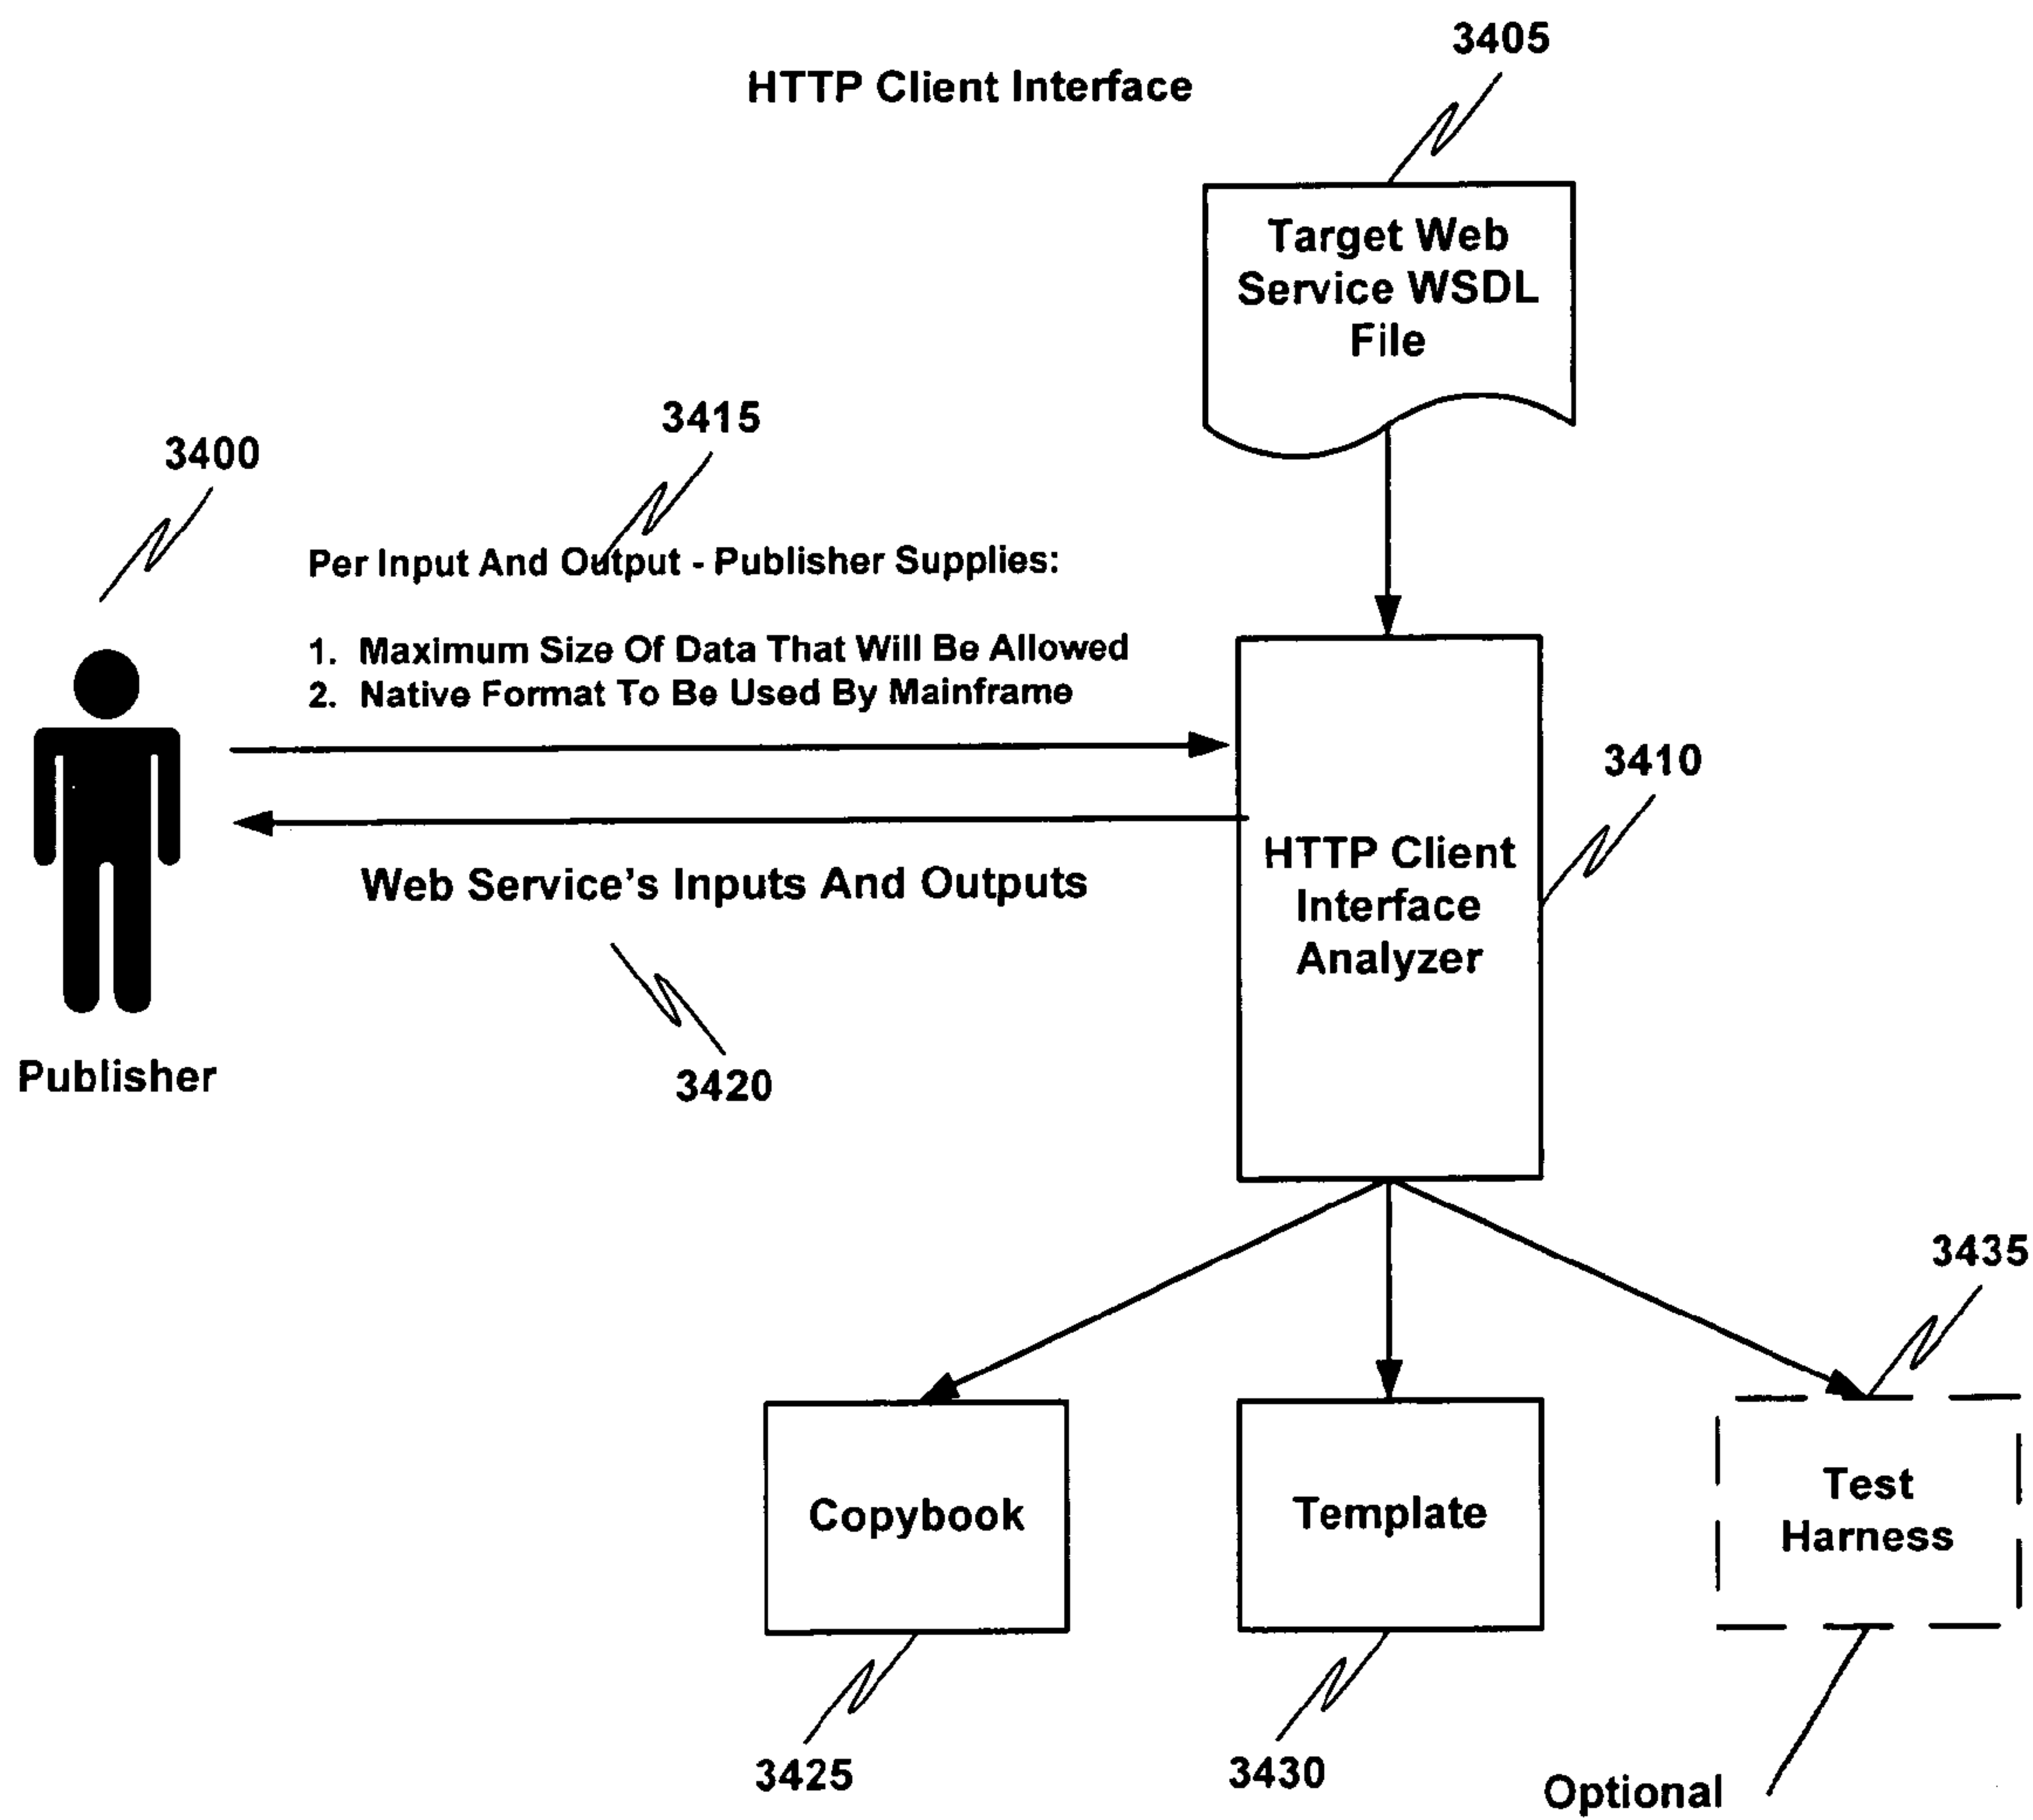 3405
HTTP Client Interface
Target Web
Service WSDL
File
3415
3400
Per Input And Output - Publisher Supplies:
1. Maximum Size Of Data That Will Be Allowed
2. Native Format To Be Used By Mainframe
3410
HTTP Client
Interface
Analyzer
Web Service's Inputs And Outputs
Publisher
3420
3435
Copybook
Template
Test
Harness
3425
3430
Optional